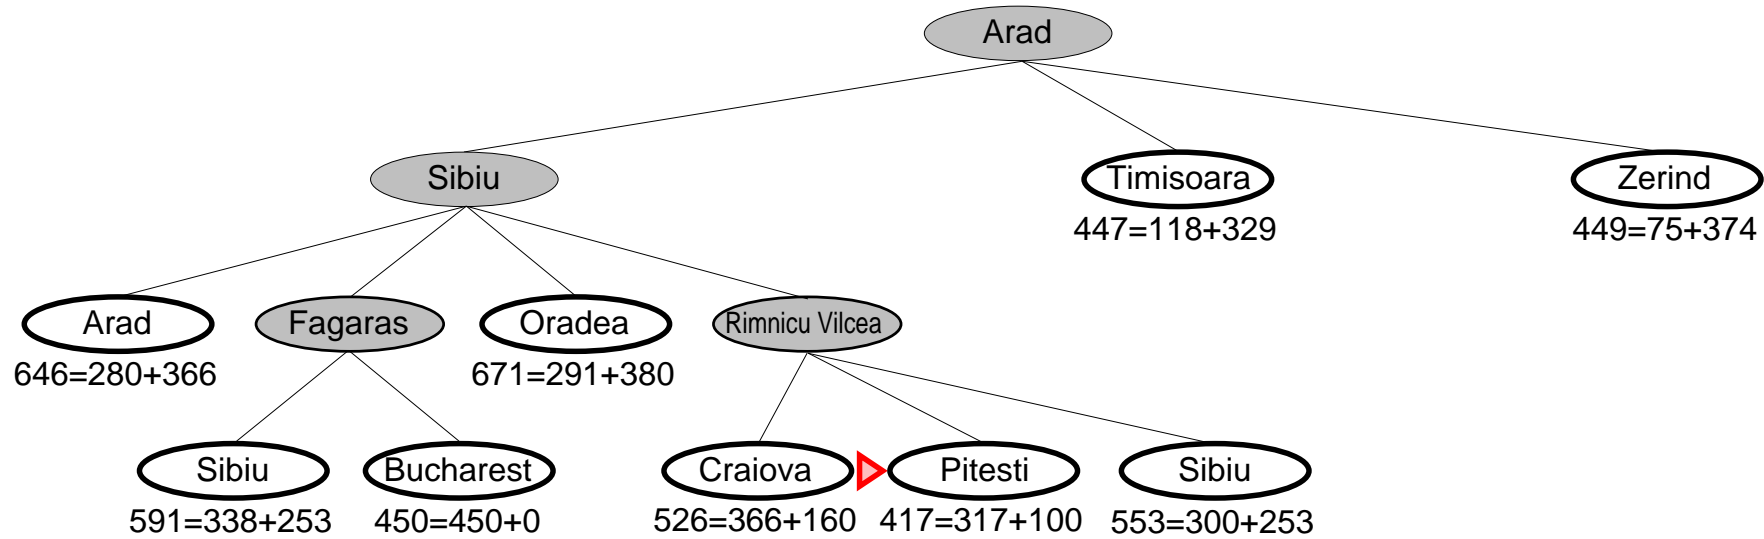 Arad
Sibiu
Timisoara
Zerind
447=118+329
449=75+374
Arad
Fagaras
Oradea
Rimnicu Vilcea
646=280+366
671=291+380
Sibiu
Bucharest
Craiova
Pitesti
Sibiu
591=338+253
450=450+0
526=366+160
417=317+100
553=300+253